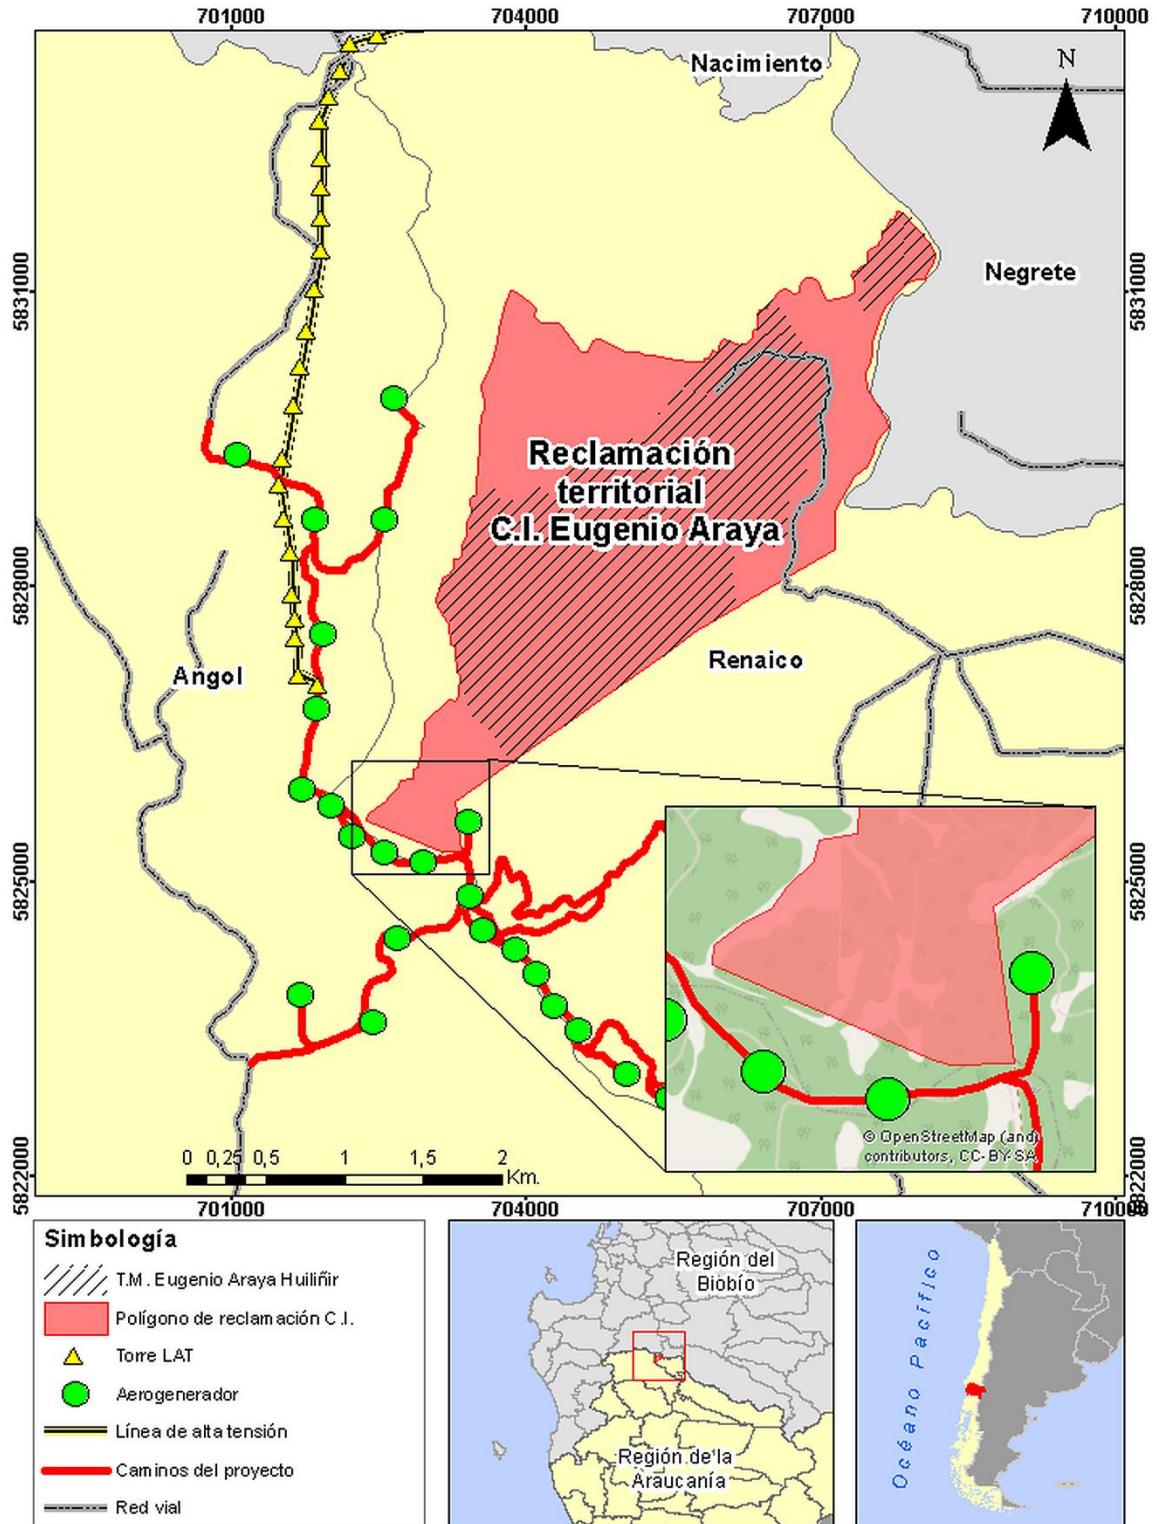 701000 704000 707000 710000
Nacimiento
N
Negrete
5831000 5831000
Reclamación
territorial
C.I. Eugenio Araya
5828000 5828000
Angol
Renaico
5825000 5825000
© OpenStreetMap (and)
contributors, CC-BY-SA
5822000 5822000
0 0,25 0,5 1 1,5 2
Km.
701000 704000 707000 710000
Simbología
T.M. Eugenio Araya Huiliñir
Polígono de reclamación C.I.
Torre LAT
Aerogenerador
Línea de alta tensión
Caminos del proyecto
Red vial
Región del
Biobío
Región de la
Araucanía
Océano Pacífico